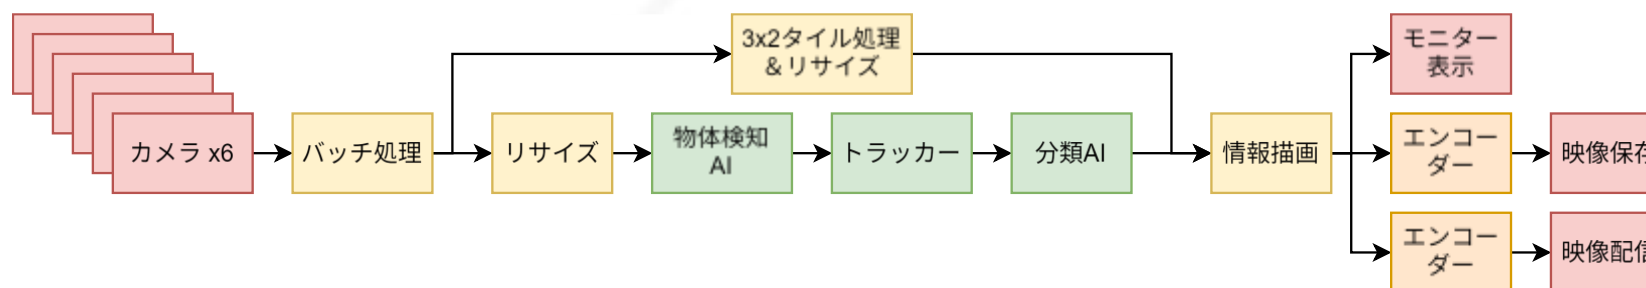 カメラ x6
バッチ処理
3x2タイル処理
＆リサイズ
リサイズ
物体検知
AI
トラッカー
分類AI
情報描画
モニター
表示
エンコー
ダー
映像保存
エンコー
ダー
映像配信